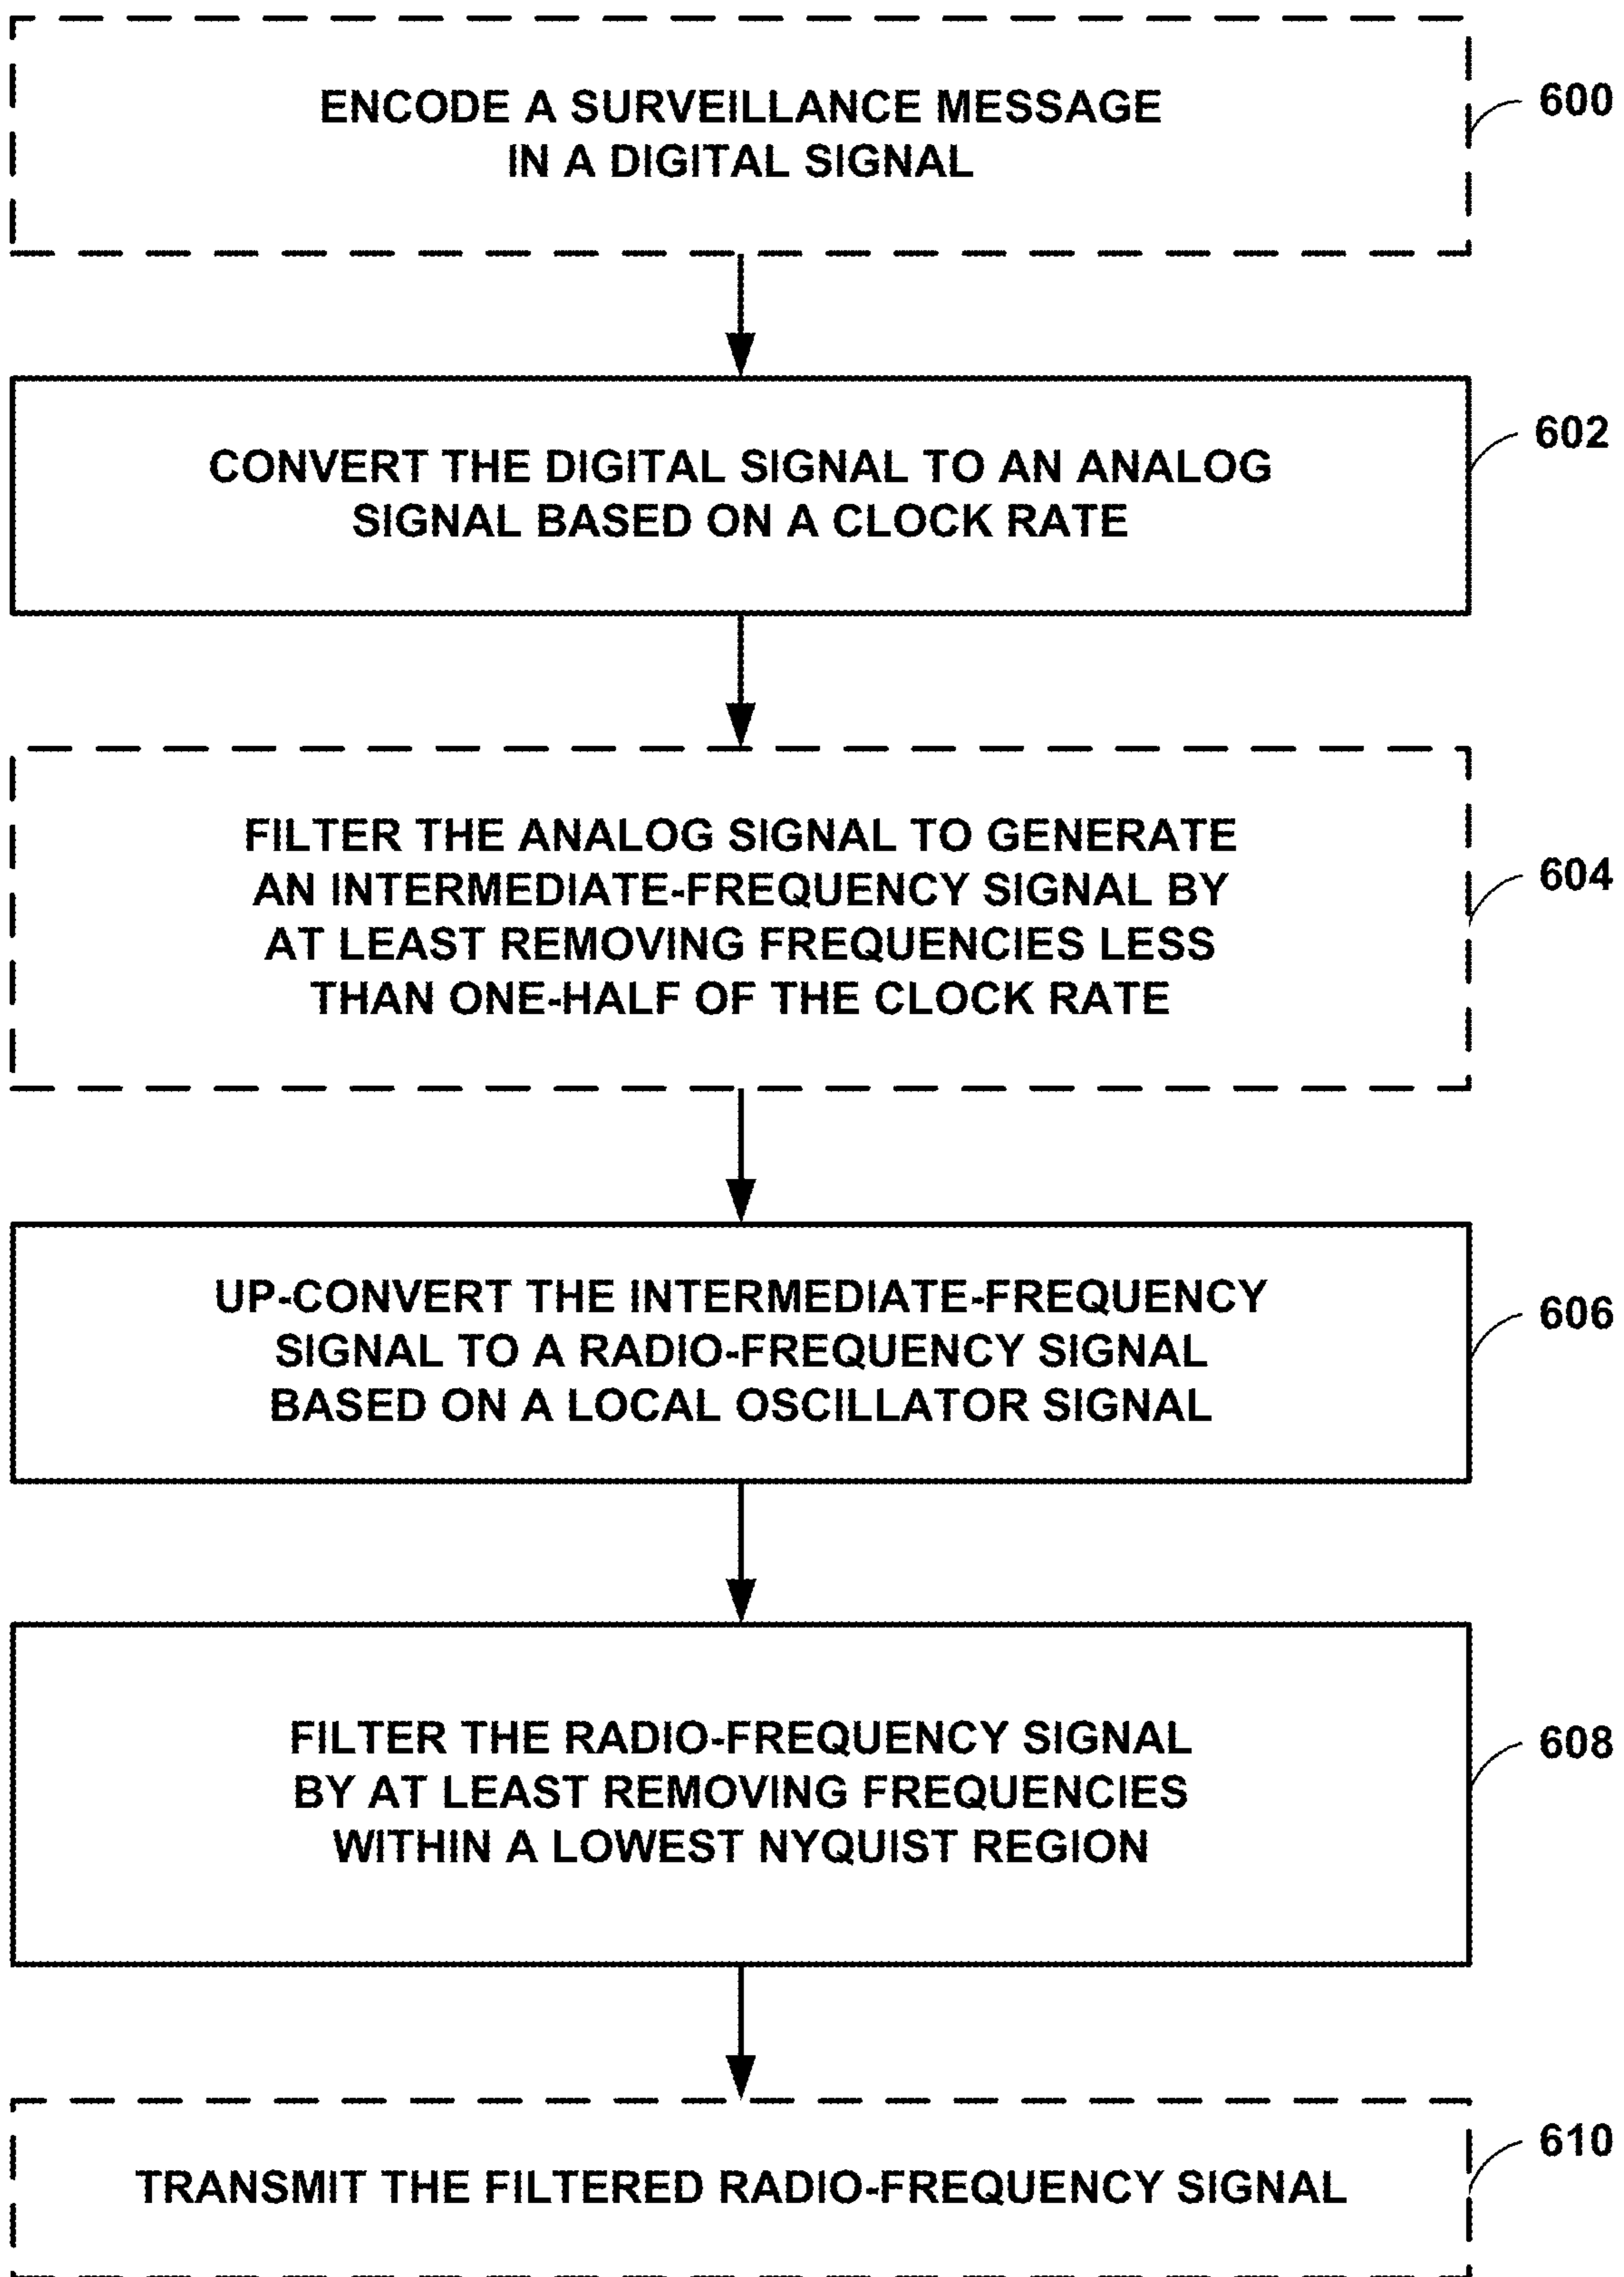 ENCODE A SURVEILLANCE MESSAGE
IN A DIGITAL SIGNAL
600
CONVERT THE DIGITAL SIGNAL TO AN ANALOG
SIGNAL BASED ON A CLOCK RATE
602
FILTER THE ANALOG SIGNAL TO GENERATE
AN INTERMEDIATE-FREQUENCY SIGNAL BY
AT LEAST REMOVING FREQUENCIES LESS
THAN ONE-HALF OF THE CLOCK RATE
604
UP-CONVERT THE INTERMEDIATE-FREQUENCY
SIGNAL TO A RADIO-FREQUENCY SIGNAL
BASED ON A LOCAL OSCILLATOR SIGNAL
606
FILTER THE RADIO-FREQUENCY SIGNAL
BY AT LEAST REMOVING FREQUENCIES
WITHIN A LOWEST NYQUIST REGION
608
TRANSMIT THE FILTERED RADIO-FREQUENCY SIGNAL
610